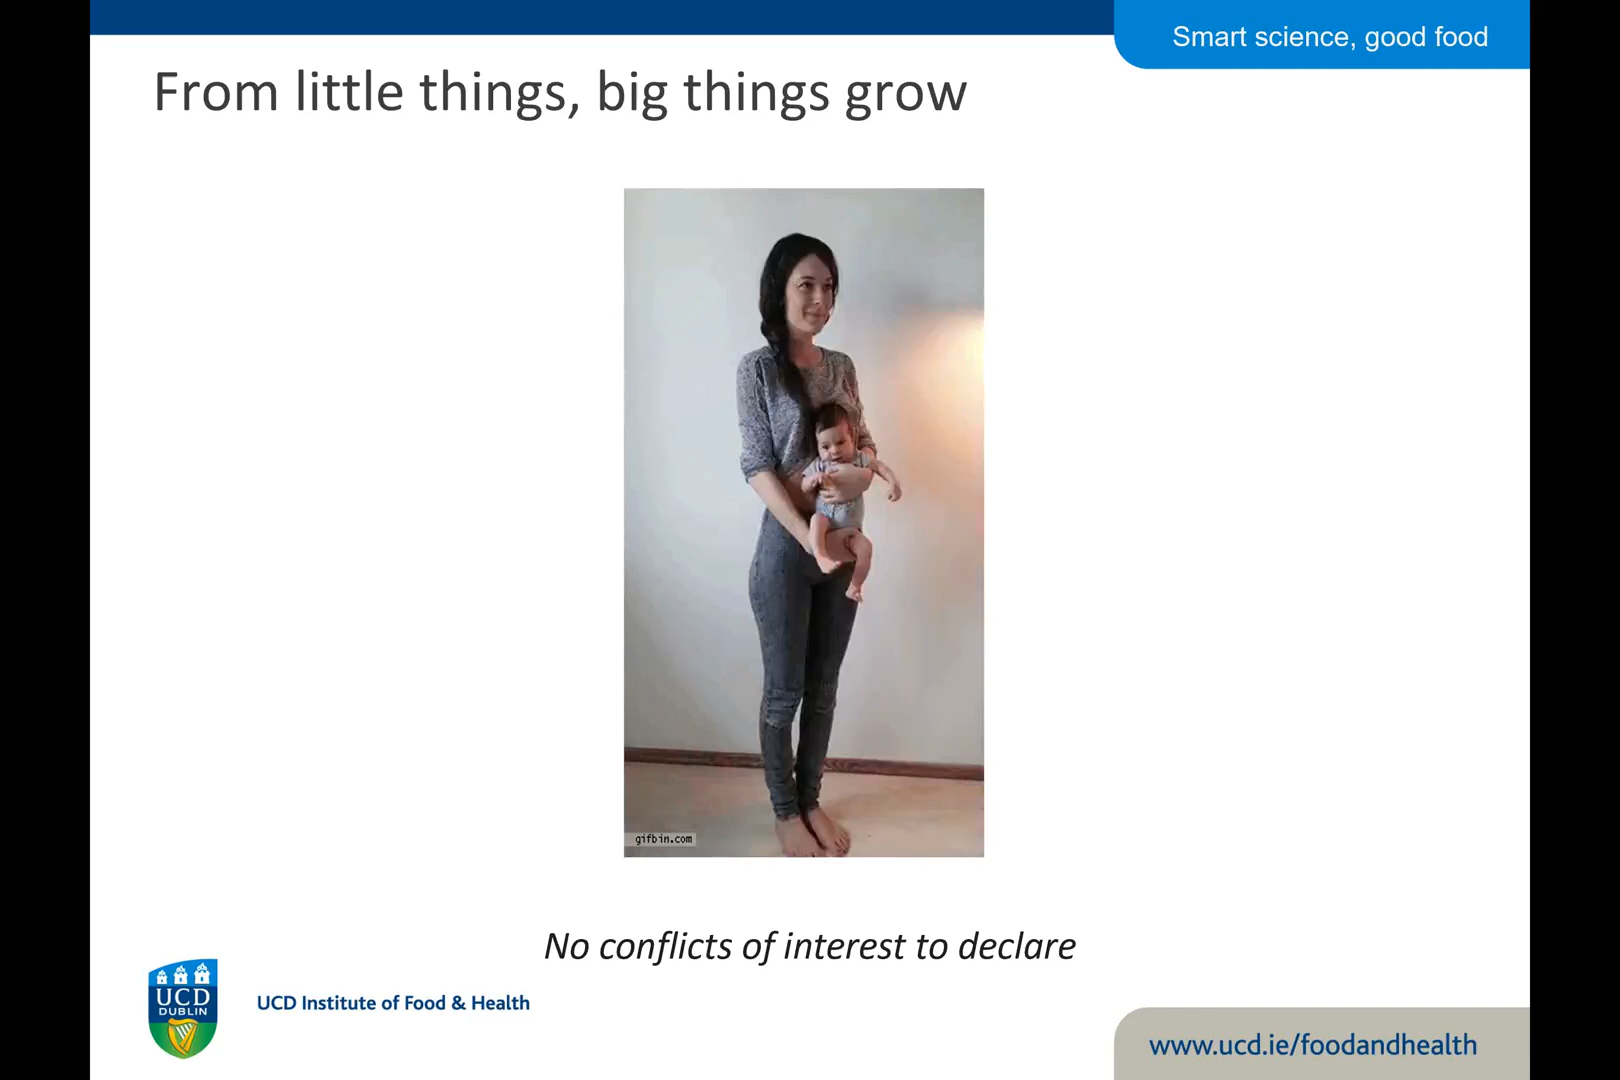 Smart science, good food
From little things, big things grow
gifbin.com
No conflicts of interest to declare
UCD
DUBLIN
UCD Institute of Food & Health
www.ucd.ie/foodandhealth